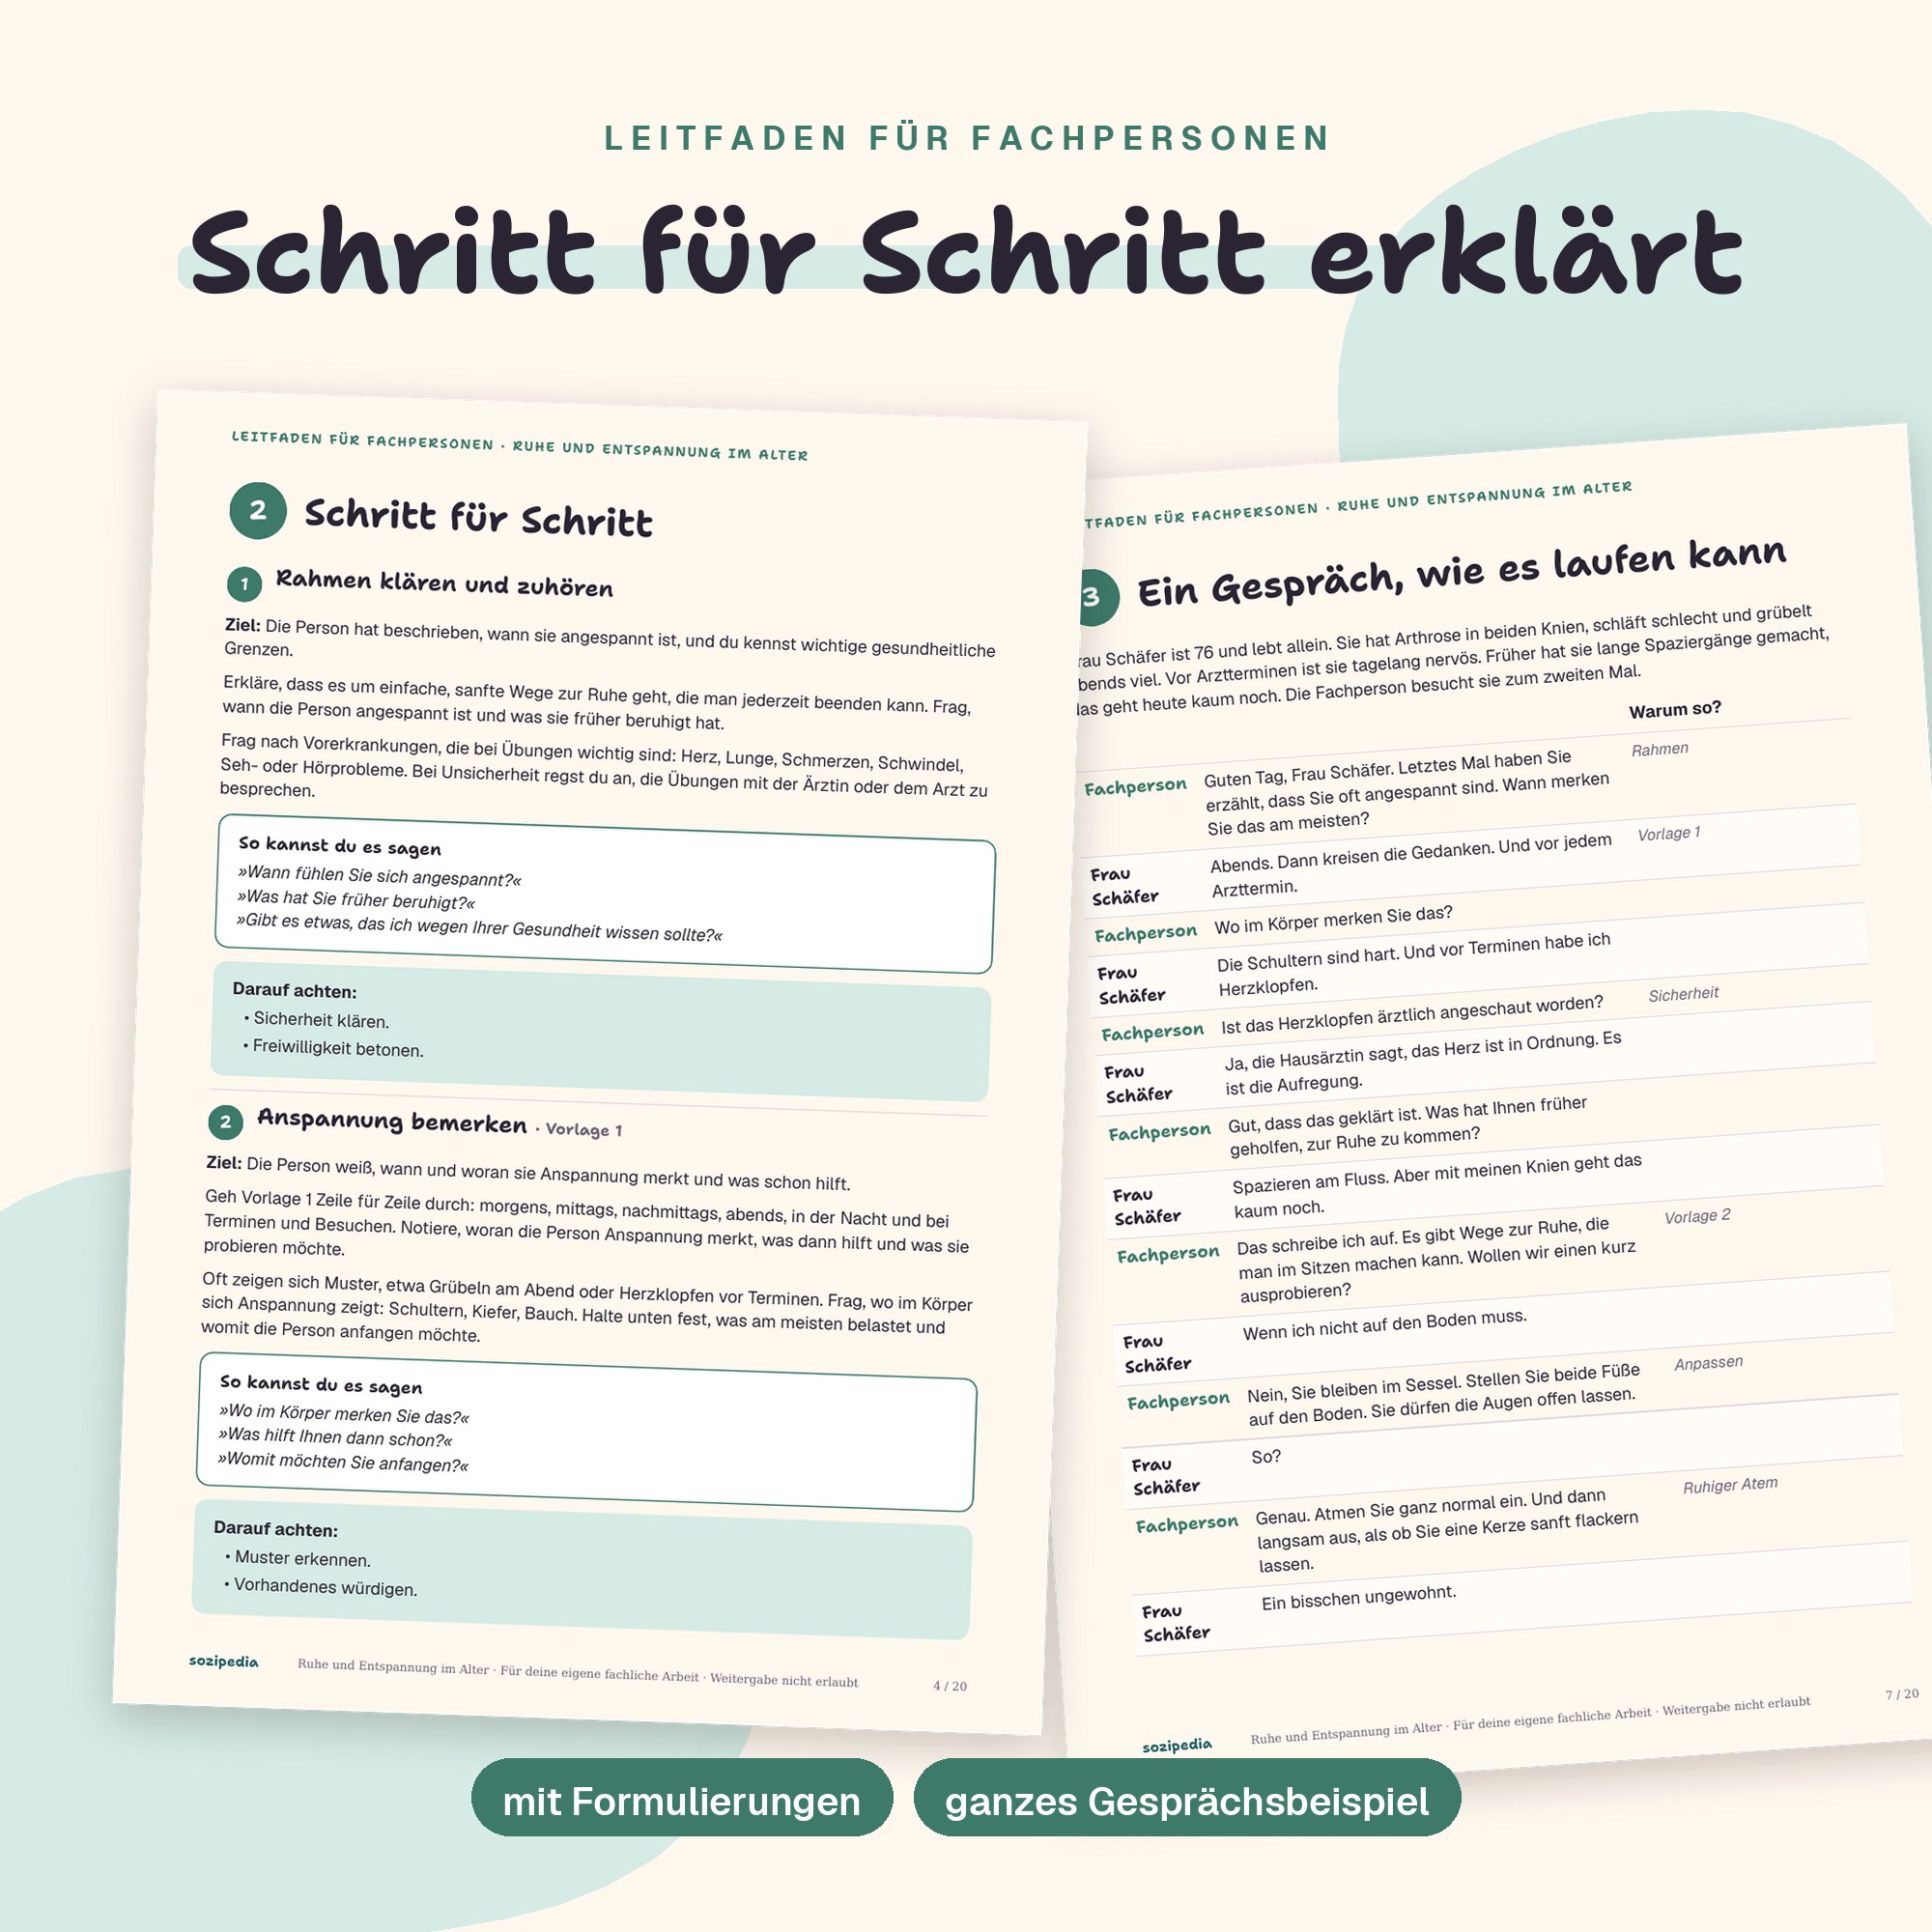 LEITFADEN FÜR FACHPERSONEN
Schritt für Schritt erklärt
LEITFADEN FÜR FACHPERSONEN · RUHE UND ENTSPANNUNG IM ALTER
2 Schritt für Schritt
1 Rahmen klären und zuhören
Ziel: Die Person hat beschrieben, wann sie angespannt ist, und du kennst wichtige gesundheitliche
Grenzen.
Erkläre, dass es um einfache, sanfte Wege zur Ruhe geht, die man jederzeit beenden kann. Frag,
wann die Person angespannt ist und was sie früher beruhigt hat.
Frag nach Vorerkrankungen, die bei Übungen wichtig sind: Herz, Lunge, Schmerzen, Schwindel,
Seh- oder Hörprobleme. Bei Unsicherheit regst du an, die Übungen mit der Ärztin oder dem Arzt zu
besprechen.
So kannst du es sagen
»Wann fühlen Sie sich angespannt?«
»Was hat Sie früher beruhigt?«
»Gibt es etwas, das ich wegen Ihrer Gesundheit wissen sollte?«
Darauf achten:
• Sicherheit klären.
• Freiwilligkeit betonen.
2 Anspannung bemerken · Vorlage 1
Ziel: Die Person weiß, wann und woran sie Anspannung merkt und was schon hilft.
Geh Vorlage 1 Zeile für Zeile durch: morgens, mittags, nachmittags, abends, in der Nacht und bei
Terminen und Besuchen. Notiere, woran die Person Anspannung merkt, was dann hilft und was sie
probieren möchte.
Oft zeigen sich Muster, etwa Grübeln am Abend oder Herzklopfen vor Terminen. Frag, wo im Körper
sich Anspannung zeigt: Schultern, Kiefer, Bauch. Halte unten fest, was am meisten belastet und
womit die Person anfangen möchte.
So kannst du es sagen
»Wo im Körper merken Sie das?«
»Was hilft Ihnen dann schon?«
»Womit möchten Sie anfangen?«
Darauf achten:
• Muster erkennen.
• Vorhandenes würdigen.
sozipedia Ruhe und Entspannung im Alter · Für deine eigene fachliche Arbeit · Weitergabe nicht erlaubt 4 / 20
TFADEN FÜR FACHPERSONEN · RUHE UND ENTSPANNUNG IM ALTER
3 Ein Gespräch, wie es laufen kann
rau Schäfer ist 76 und lebt allein. Sie hat Arthrose in beiden Knien, schläft schlecht und grübelt
bends viel. Vor Arztterminen ist sie tagelang nervös. Früher hat sie lange Spaziergänge gemacht,
das geht heute kaum noch. Die Fachperson besucht sie zum zweiten Mal.
Warum so?
Fachperson Guten Tag, Frau Schäfer. Letztes Mal haben Sie Rahmen
erzählt, dass Sie oft angespannt sind. Wann merken
Sie das am meisten?
Frau Abends. Dann kreisen die Gedanken. Und vor jedem Vorlage 1
Schäfer Arzttermin.
Fachperson Wo im Körper merken Sie das?
Frau Die Schultern sind hart. Und vor Terminen habe ich
Schäfer Herzklopfen.
Fachperson Ist das Herzklopfen ärztlich angeschaut worden? Sicherheit
Frau Ja, die Hausärztin sagt, das Herz ist in Ordnung. Es
Schäfer ist die Aufregung.
Fachperson Gut, dass das geklärt ist. Was hat Ihnen früher
geholfen, zur Ruhe zu kommen?
Frau Spazieren am Fluss. Aber mit meinen Knien geht das
Schäfer kaum noch.
Fachperson Das schreibe ich auf. Es gibt Wege zur Ruhe, die Vorlage 2
man im Sitzen machen kann. Wollen wir einen kurz
ausprobieren?
Frau Wenn ich nicht auf den Boden muss.
Schäfer
Fachperson Nein, Sie bleiben im Sessel. Stellen Sie beide Füße Anpassen
auf den Boden. Sie dürfen die Augen offen lassen.
Frau So?
Schäfer
Fachperson Genau. Atmen Sie ganz normal ein. Und dann Ruhiger Atem
langsam aus, als ob Sie eine Kerze sanft flackern
lassen.
Frau Ein bisschen ungewohnt.
Schäfer
sozipedia Ruhe und Entspannung im Alter · Für deine eigene fachliche Arbeit · Weitergabe nicht erlaubt 7 / 20
mit Formulierungen
ganzes Gesprächsbeispiel